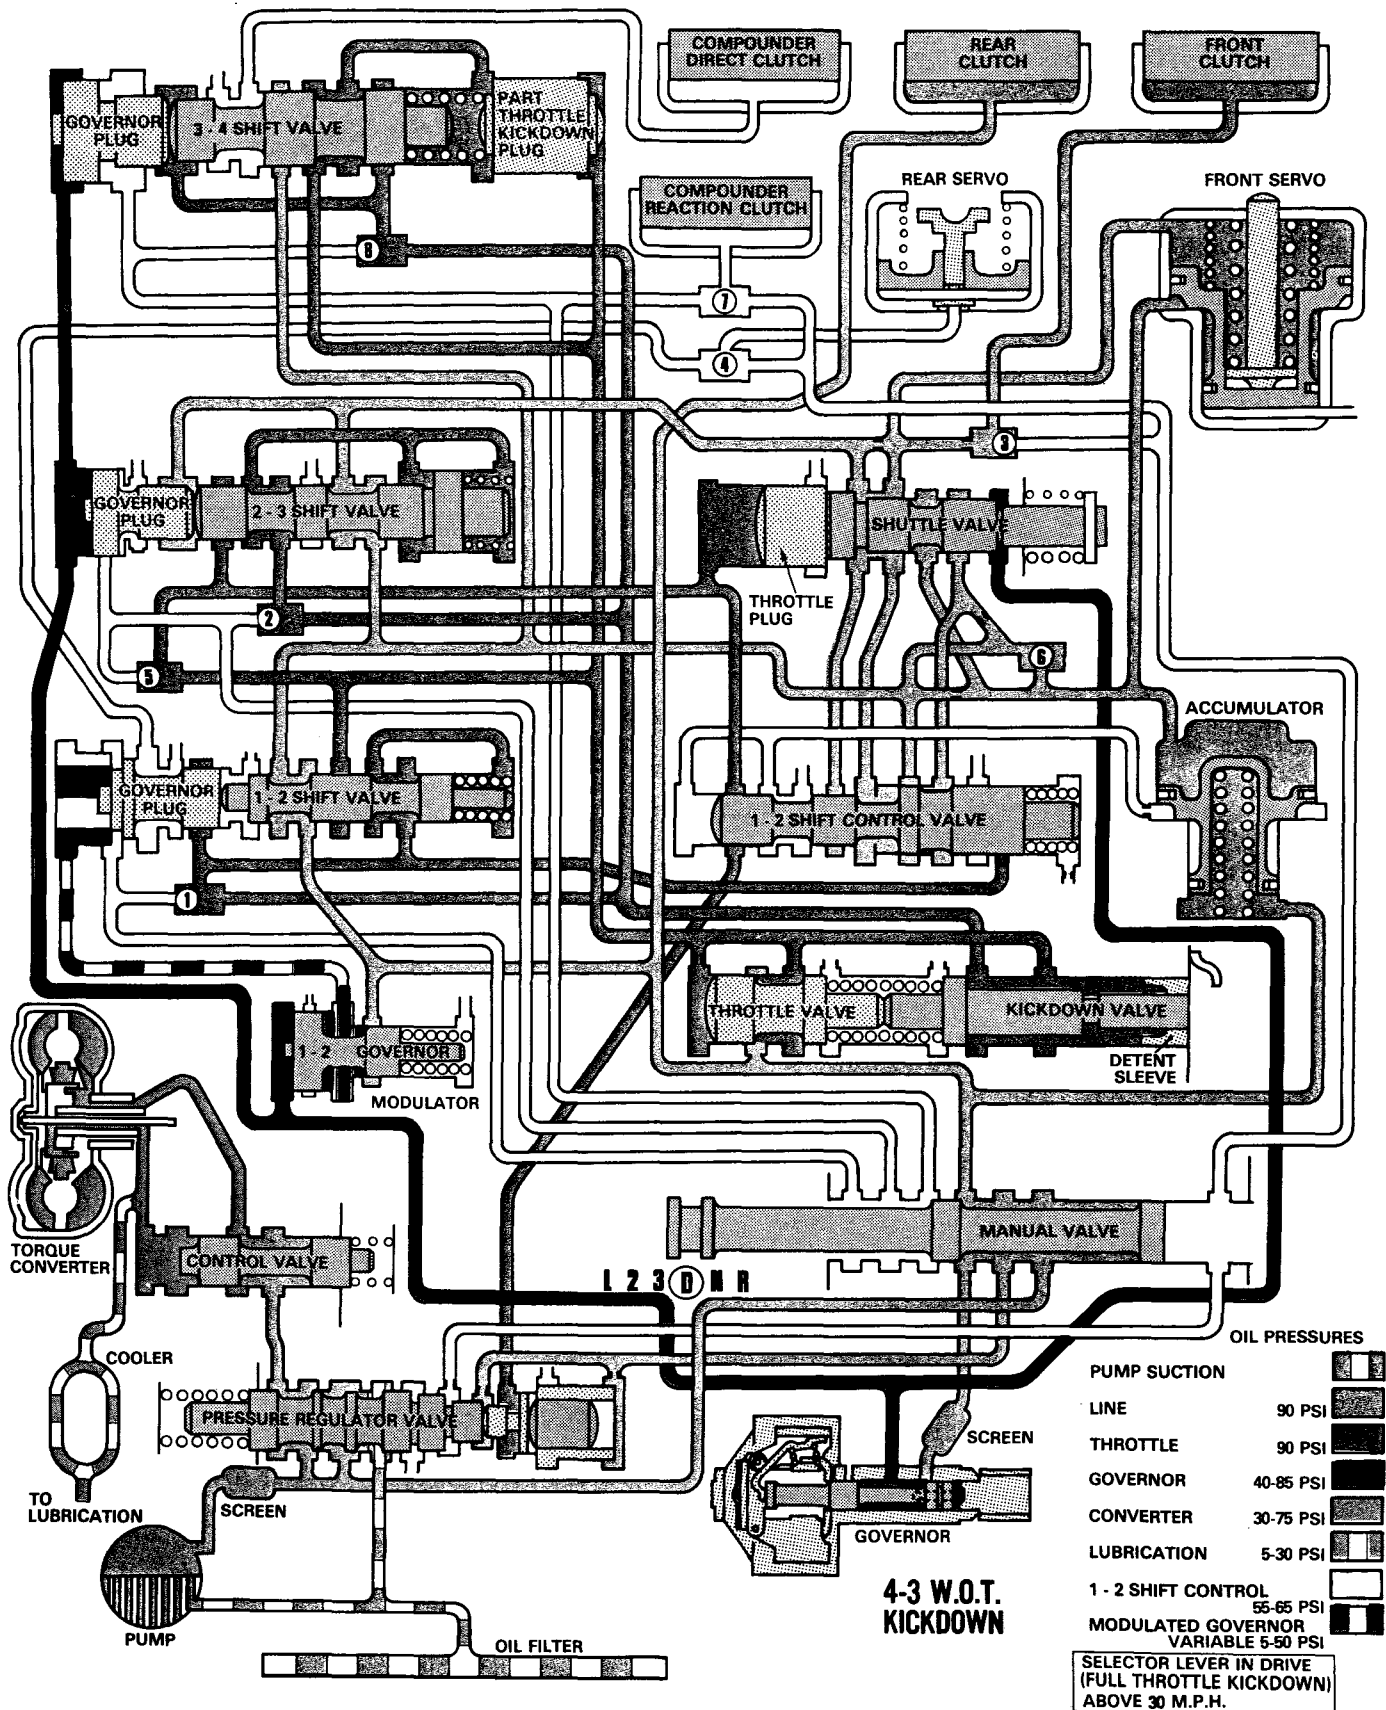 COMPOUNDER
DIRECT CLUTCH
REAR
CLUTCH
FRONT
CLUTCH
GOVERNOR
PLUG
3 - 4 SHIFT VALVE
PART
THROTTLE
KICKDOWN
PLUG
COMPOUNDER
REACTION CLUTCH
REAR SERVO
FRONT SERVO
8
7
4
3
GOVERNOR
PLUG
2 - 3 SHIFT VALVE
SHUTTLE VALVE
THROTTLE
PLUG
2
5
6
ACCUMULATOR
GOVERNOR
PLUG
1 - 2 SHIFT VALVE
1 - 2 SHIFT CONTROL VALVE
1
THROTTLE VALVE
KICKDOWN VALVE
DETENT
SLEEVE
1 - 2 GOVERNOR
MODULATOR
TORQUE
CONVERTER
CONTROL VALVE
MANUAL VALVE
L 2 3 D N R
COOLER
PRESSURE REGULATOR VALVE
SCREEN
TO
LUBRICATION
SCREEN
GOVERNOR
PUMP
OIL FILTER
4-3 W.O.T.
KICKDOWN
OIL PRESSURES
PUMP SUCTION
LINE 90 PSI
THROTTLE 90 PSI
GOVERNOR 40-85 PSI
CONVERTER 30-75 PSI
LUBRICATION 5-30 PSI
1 - 2 SHIFT CONTROL
55-65 PSI
MODULATED GOVERNOR
VARIABLE 5-50 PSI
SELECTOR LEVER IN DRIVE
(FULL THROTTLE KICKDOWN)
ABOVE 30 M.P.H.